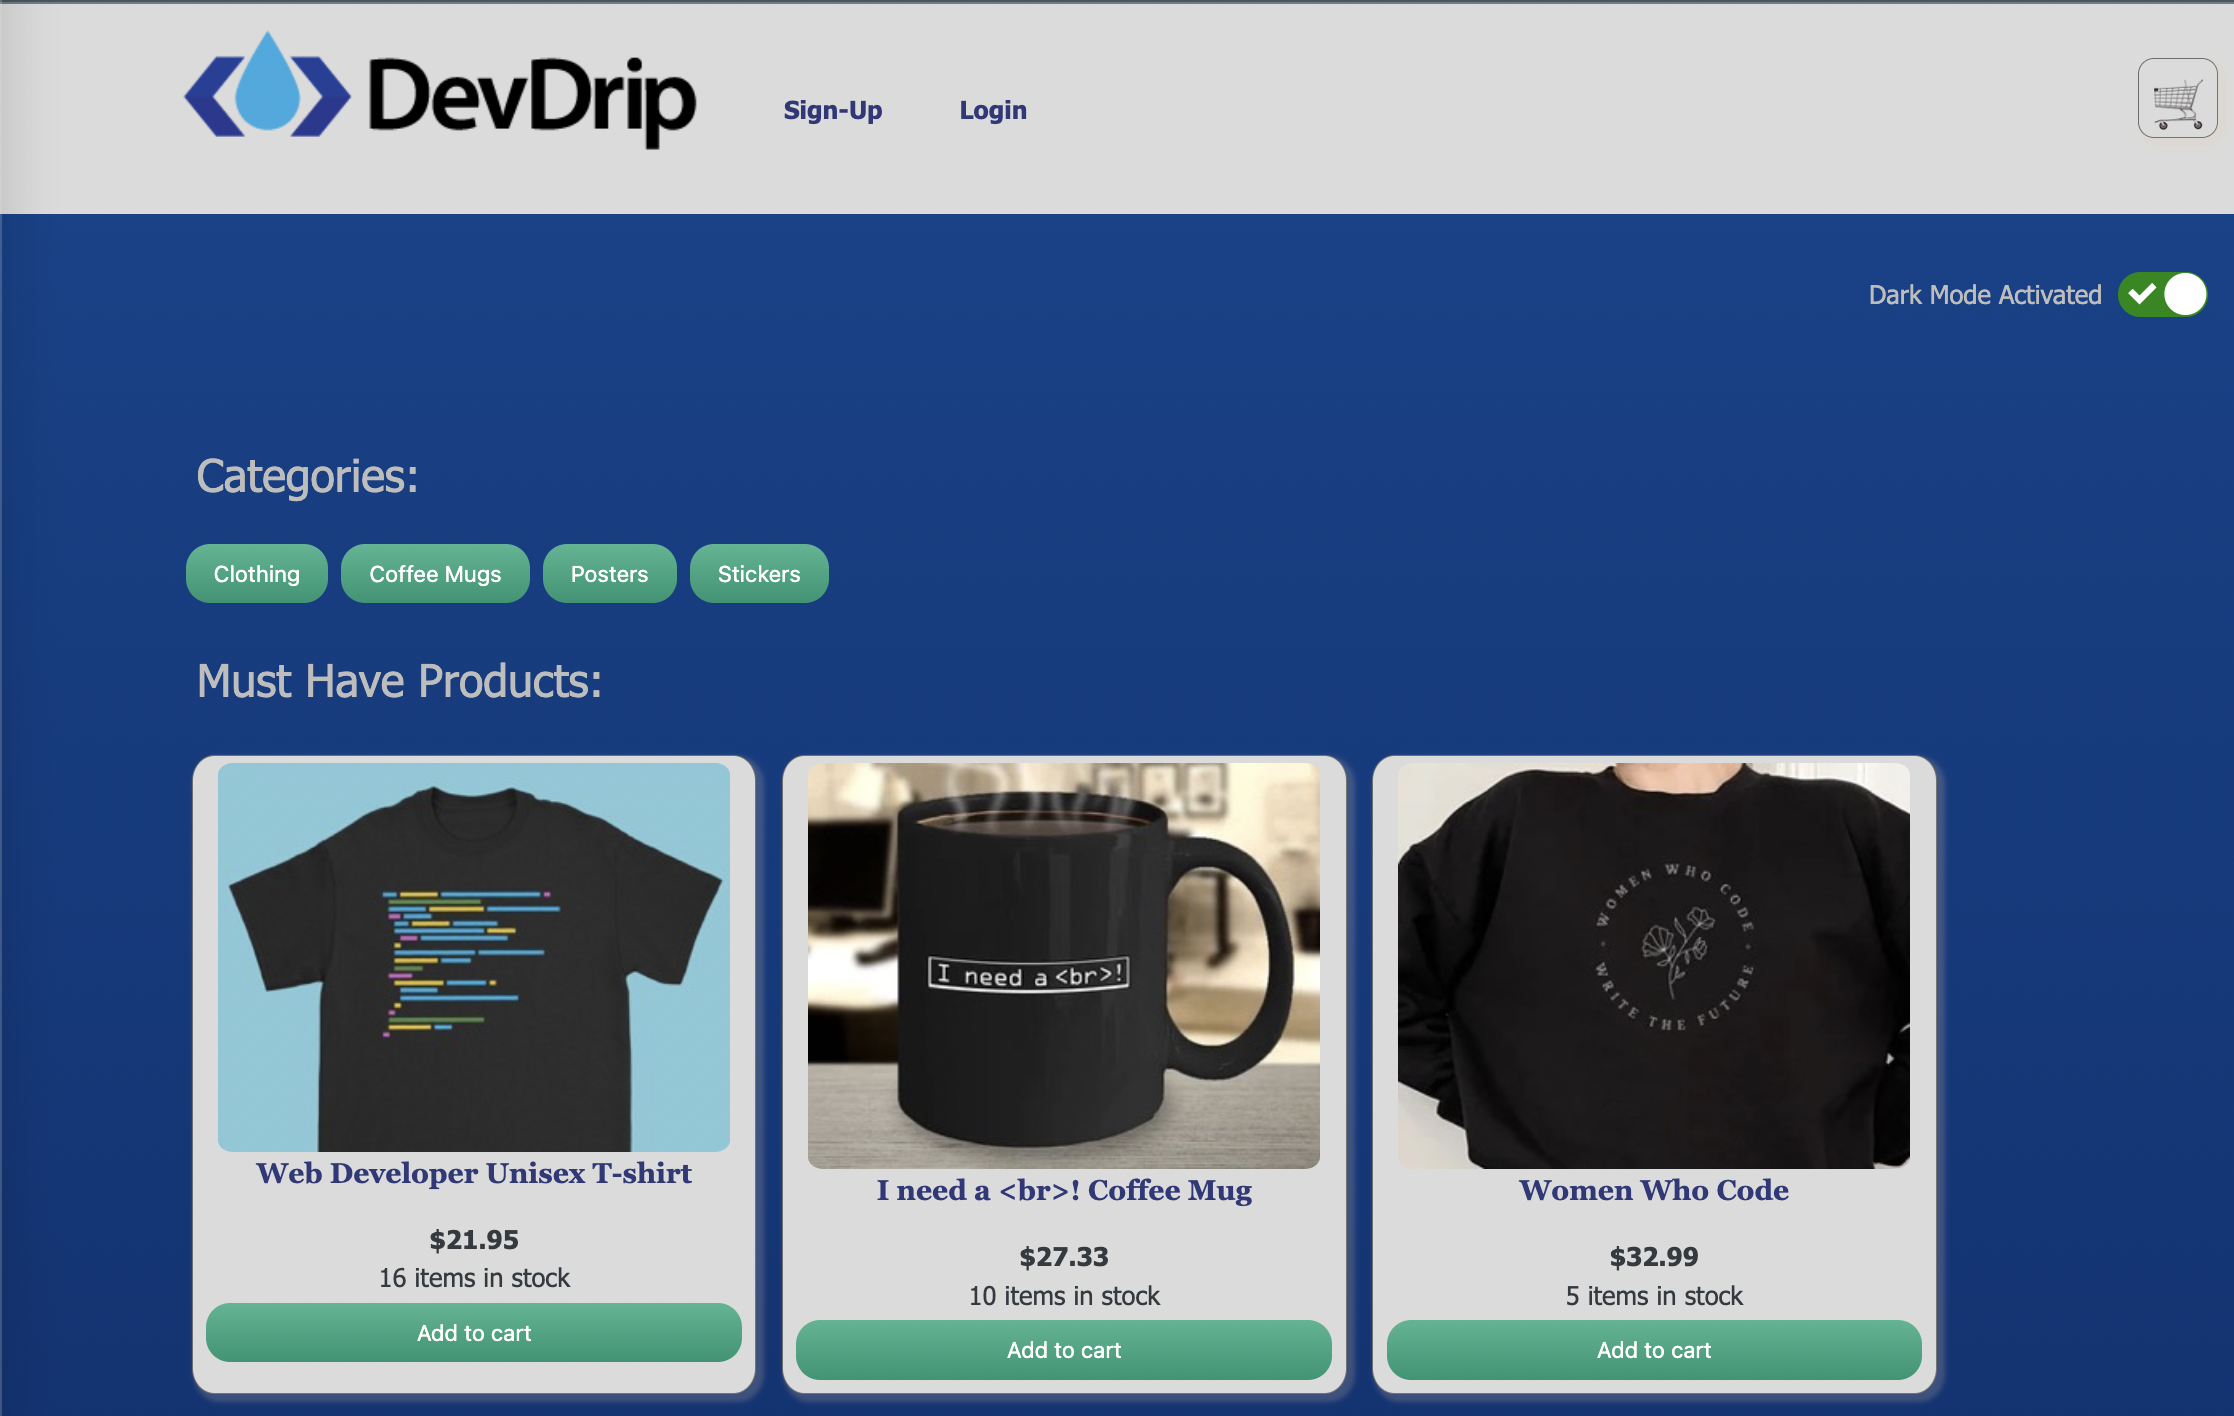 DevDrip
Sign-Up Login
Dark Mode Activated
Categories:
Clothing Coffee Mugs Posters Stickers
Must Have Products:
I need a <br>!
WOMEN WHO CODE
WRITE THE FUTURE
Web Developer Unisex T-shirt
$21.95
16 items in stock
Add to cart
I need a <br>! Coffee Mug
$27.33
10 items in stock
Add to cart
Women Who Code
$32.99
5 items in stock
Add to cart